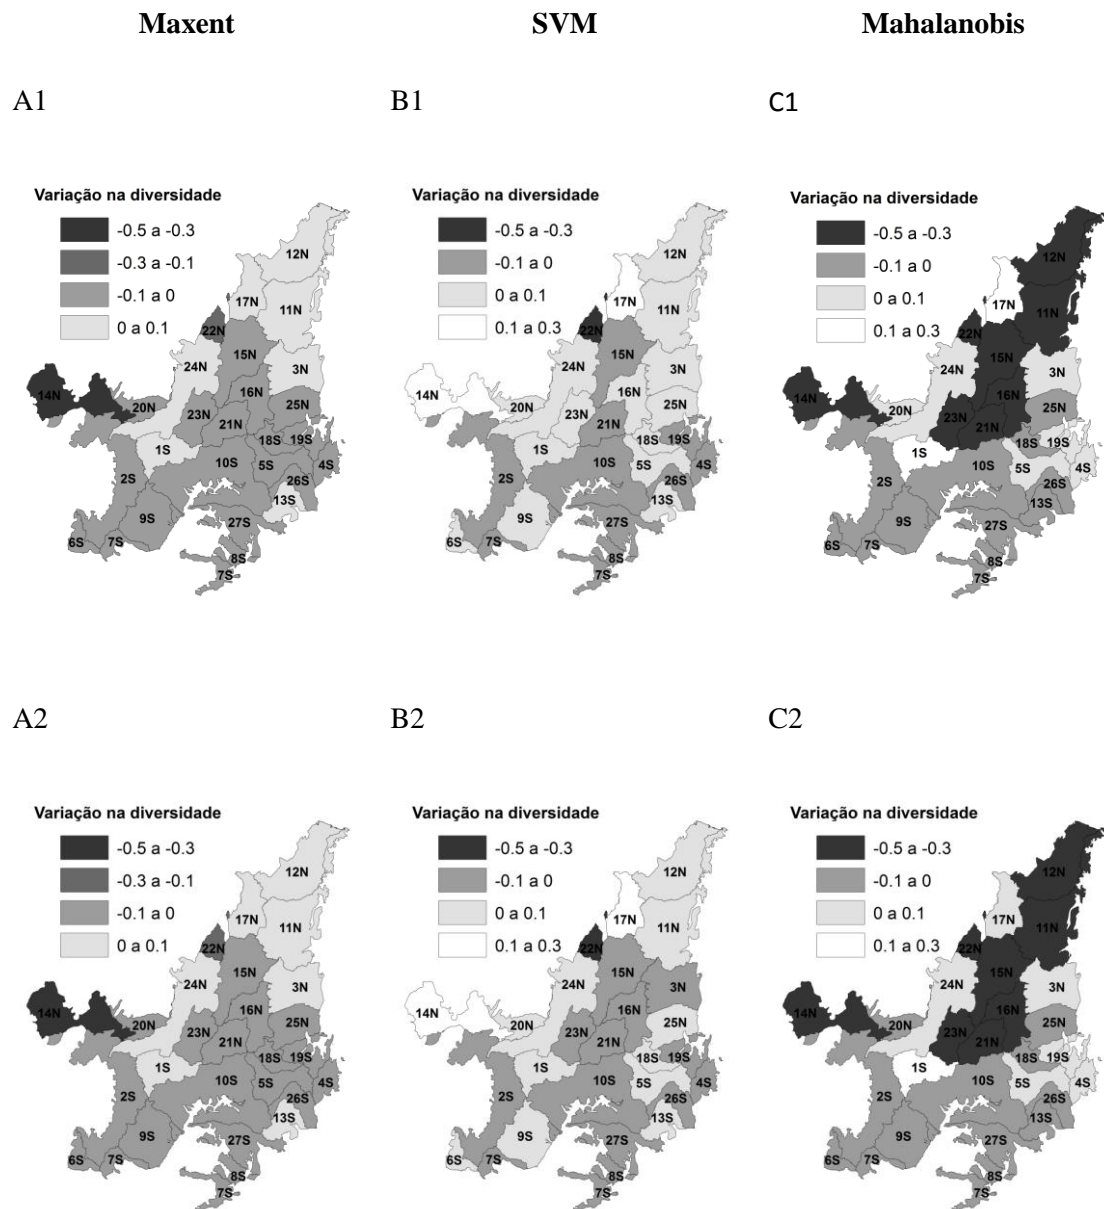 Maxent SVM Mahalanobis
A1 B1 C1
Variação na diversidade
-0.5 a -0.3
-0.3 a -0.1
-0.1 a 0
0 a 0.1
12N
17N
11N
22N
15N
24N
3N
14N
16N
20N
23N
25N
21N
18S
19S
1S
10S
5S
4S
2S
26S
13S
9S
27S
6S
7S
8S
7S
Variação na diversidade
-0.5 a -0.3
-0.1 a 0
0 a 0.1
0.1 a 0.3
12N
17N
11N
22N
15N
24N
3N
14N
16N
20N
23N
25N
21N
18S
19S
1S
10S
5S
4S
2S
26S
13S
9S
27S
6S
7S
8S
7S
Variação na diversidade
-0.5 a -0.3
-0.1 a 0
0 a 0.1
0.1 a 0.3
12N
17N
11N
22N
15N
24N
3N
14N
16N
20N
23N
25N
21N
18S
19S
1S
10S
5S
4S
2S
26S
13S
9S
27S
6S
7S
8S
7S
A2 B2 C2
Variação na diversidade
-0.5 a -0.3
-0.3 a -0.1
-0.1 a 0
0 a 0.1
12N
17N
11N
22N
15N
24N
3N
14N
16N
20N
23N
25N
21N
18S
19S
1S
10S
5S
4S
2S
26S
13S
9S
27S
6S
7S
8S
7S
Variação na diversidade
-0.5 a -0.3
-0.1 a 0
0 a 0.1
0.1 a 0.3
12N
17N
11N
22N
15N
24N
3N
14N
16N
20N
23N
25N
21N
18S
19S
1S
10S
5S
4S
2S
26S
13S
9S
27S
6S
7S
8S
7S
Variação na diversidade
-0.5 a -0.3
-0.1 a 0
0 a 0.1
0.1 a 0.3
12N
17N
11N
22N
15N
24N
3N
14N
16N
20N
23N
25N
21N
18S
19S
1S
10S
5S
4S
2S
26S
13S
9S
27S
6S
7S
8S
7S